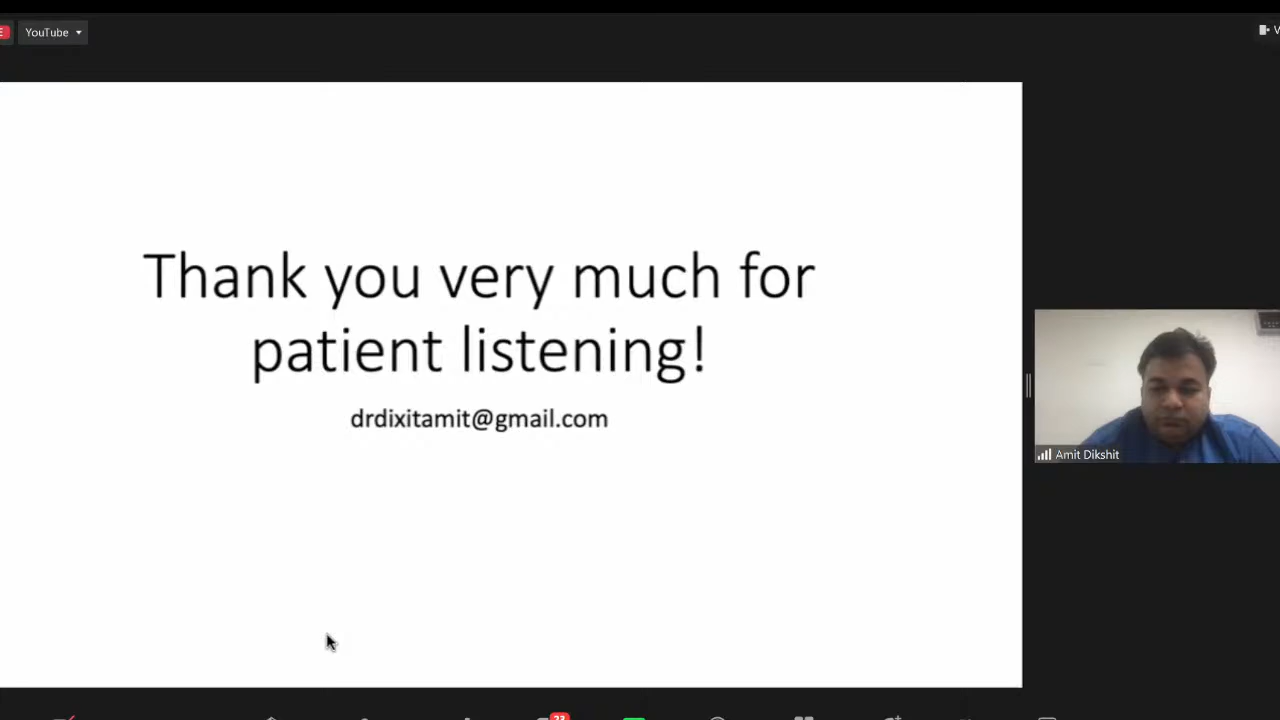 YouTube
Thank you very much for
patient listening!
drdixitamit@gmail.com
Amit Dikshit